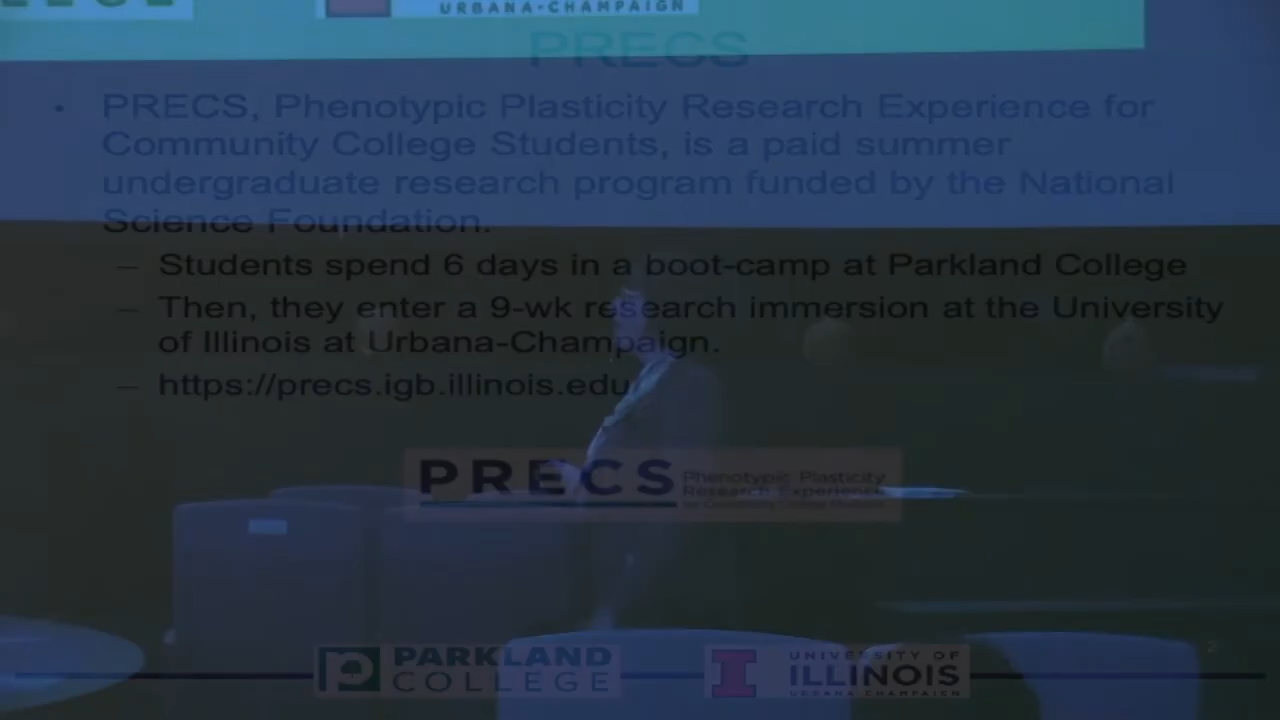 URBANA-CHAMPAIGN
PRECS
• PRECS, Phenotypic Plasticity Research Experience for
Community College Students, is a paid summer
undergraduate research program funded by the National
Science Foundation.
– Students spend 6 days in a boot-camp at Parkland College
– Then, they enter a 9-wk research immersion at the University
of Illinois at Urbana-Champaign.
– https://precs.igb.illinois.edu
PRECS
Phenotypic Plasticity
Research Experience
PARKLAND
COLLEGE
UNIVERSITY OF
ILLINOIS
URBANA-CHAMPAIGN
2